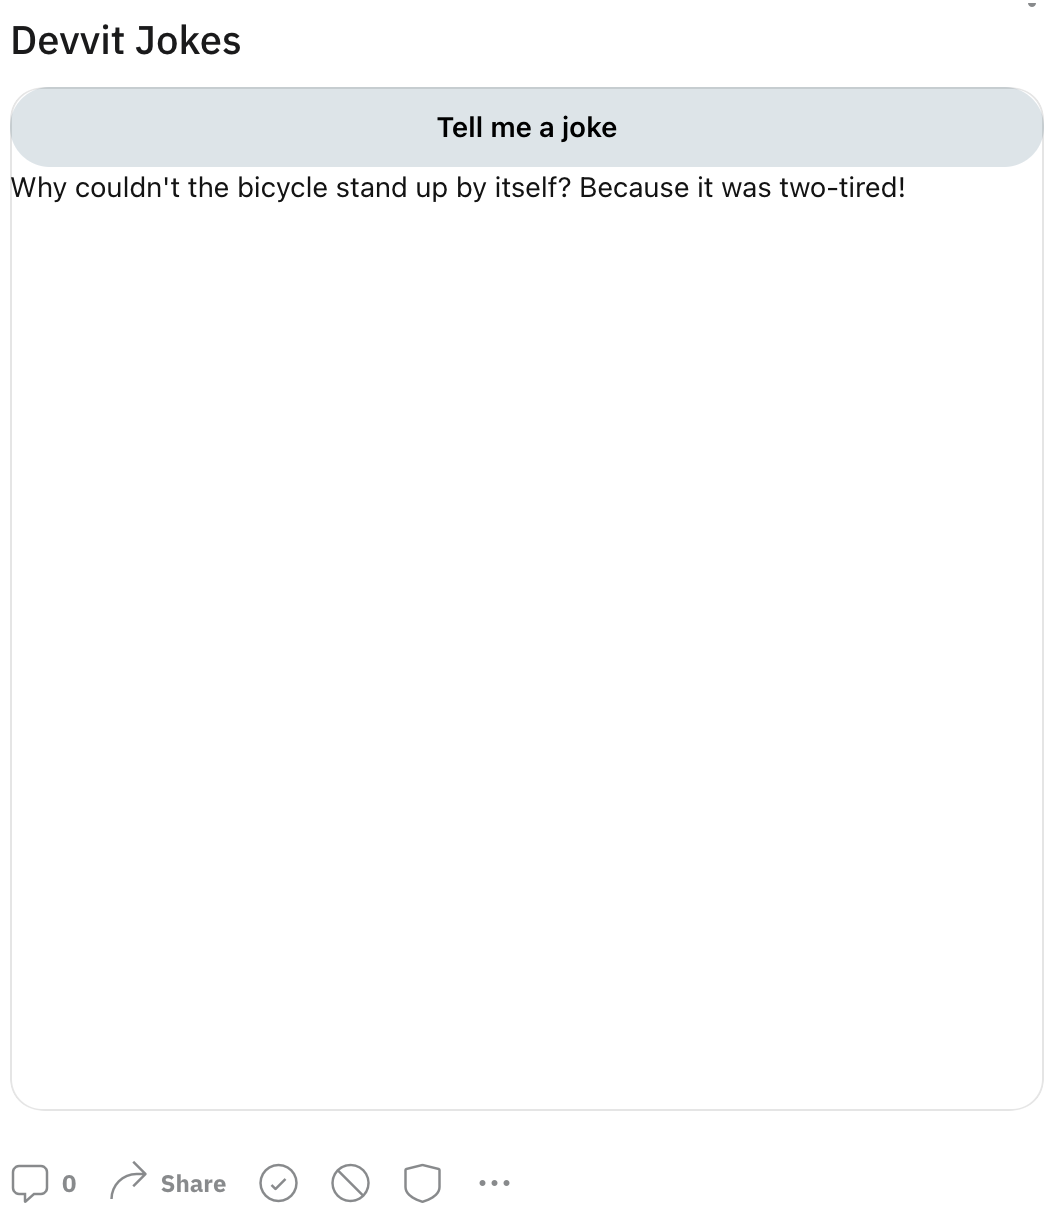 Devvit Jokes
Tell me a joke
Why couldn't the bicycle stand up by itself? Because it was two-tired!
0 Share